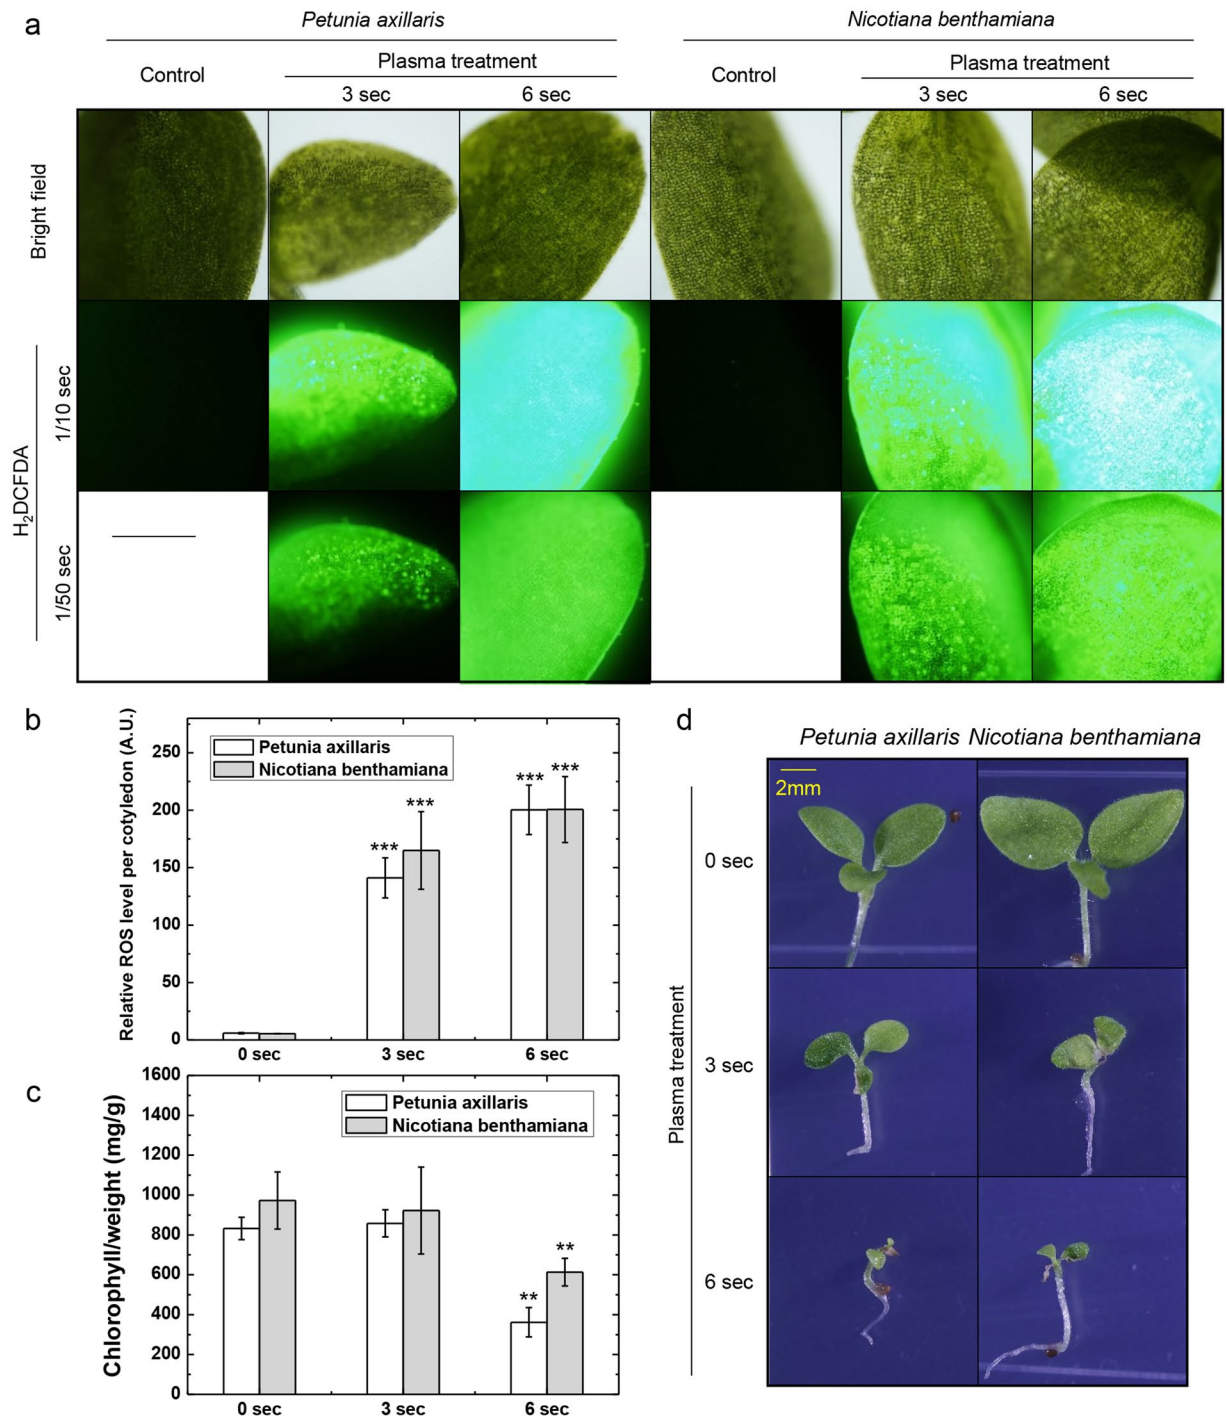 a
Petunia axillaris
Nicotiana benthamiana
Control
Plasma treatment
3 sec
6 sec
Control
Plasma treatment
3 sec
6 sec
Bright field
H₂DCFDA
1/10 sec
1/50 sec
b
Relative ROS level per cotyledon (A.U.)
250
200
150
100
50
0
Petunia axillaris
Nicotiana benthamiana
***
***
***
***
0 sec
3 sec
6 sec
c
Chlorophyll/weight (mg/g)
1600
1400
1200
1000
800
600
400
200
0
Petunia axillaris
Nicotiana benthamiana
**
**
0 sec
3 sec
6 sec
d
Petunia axillaris Nicotiana benthamiana
Plasma treatment
2mm
0 sec
3 sec
6 sec